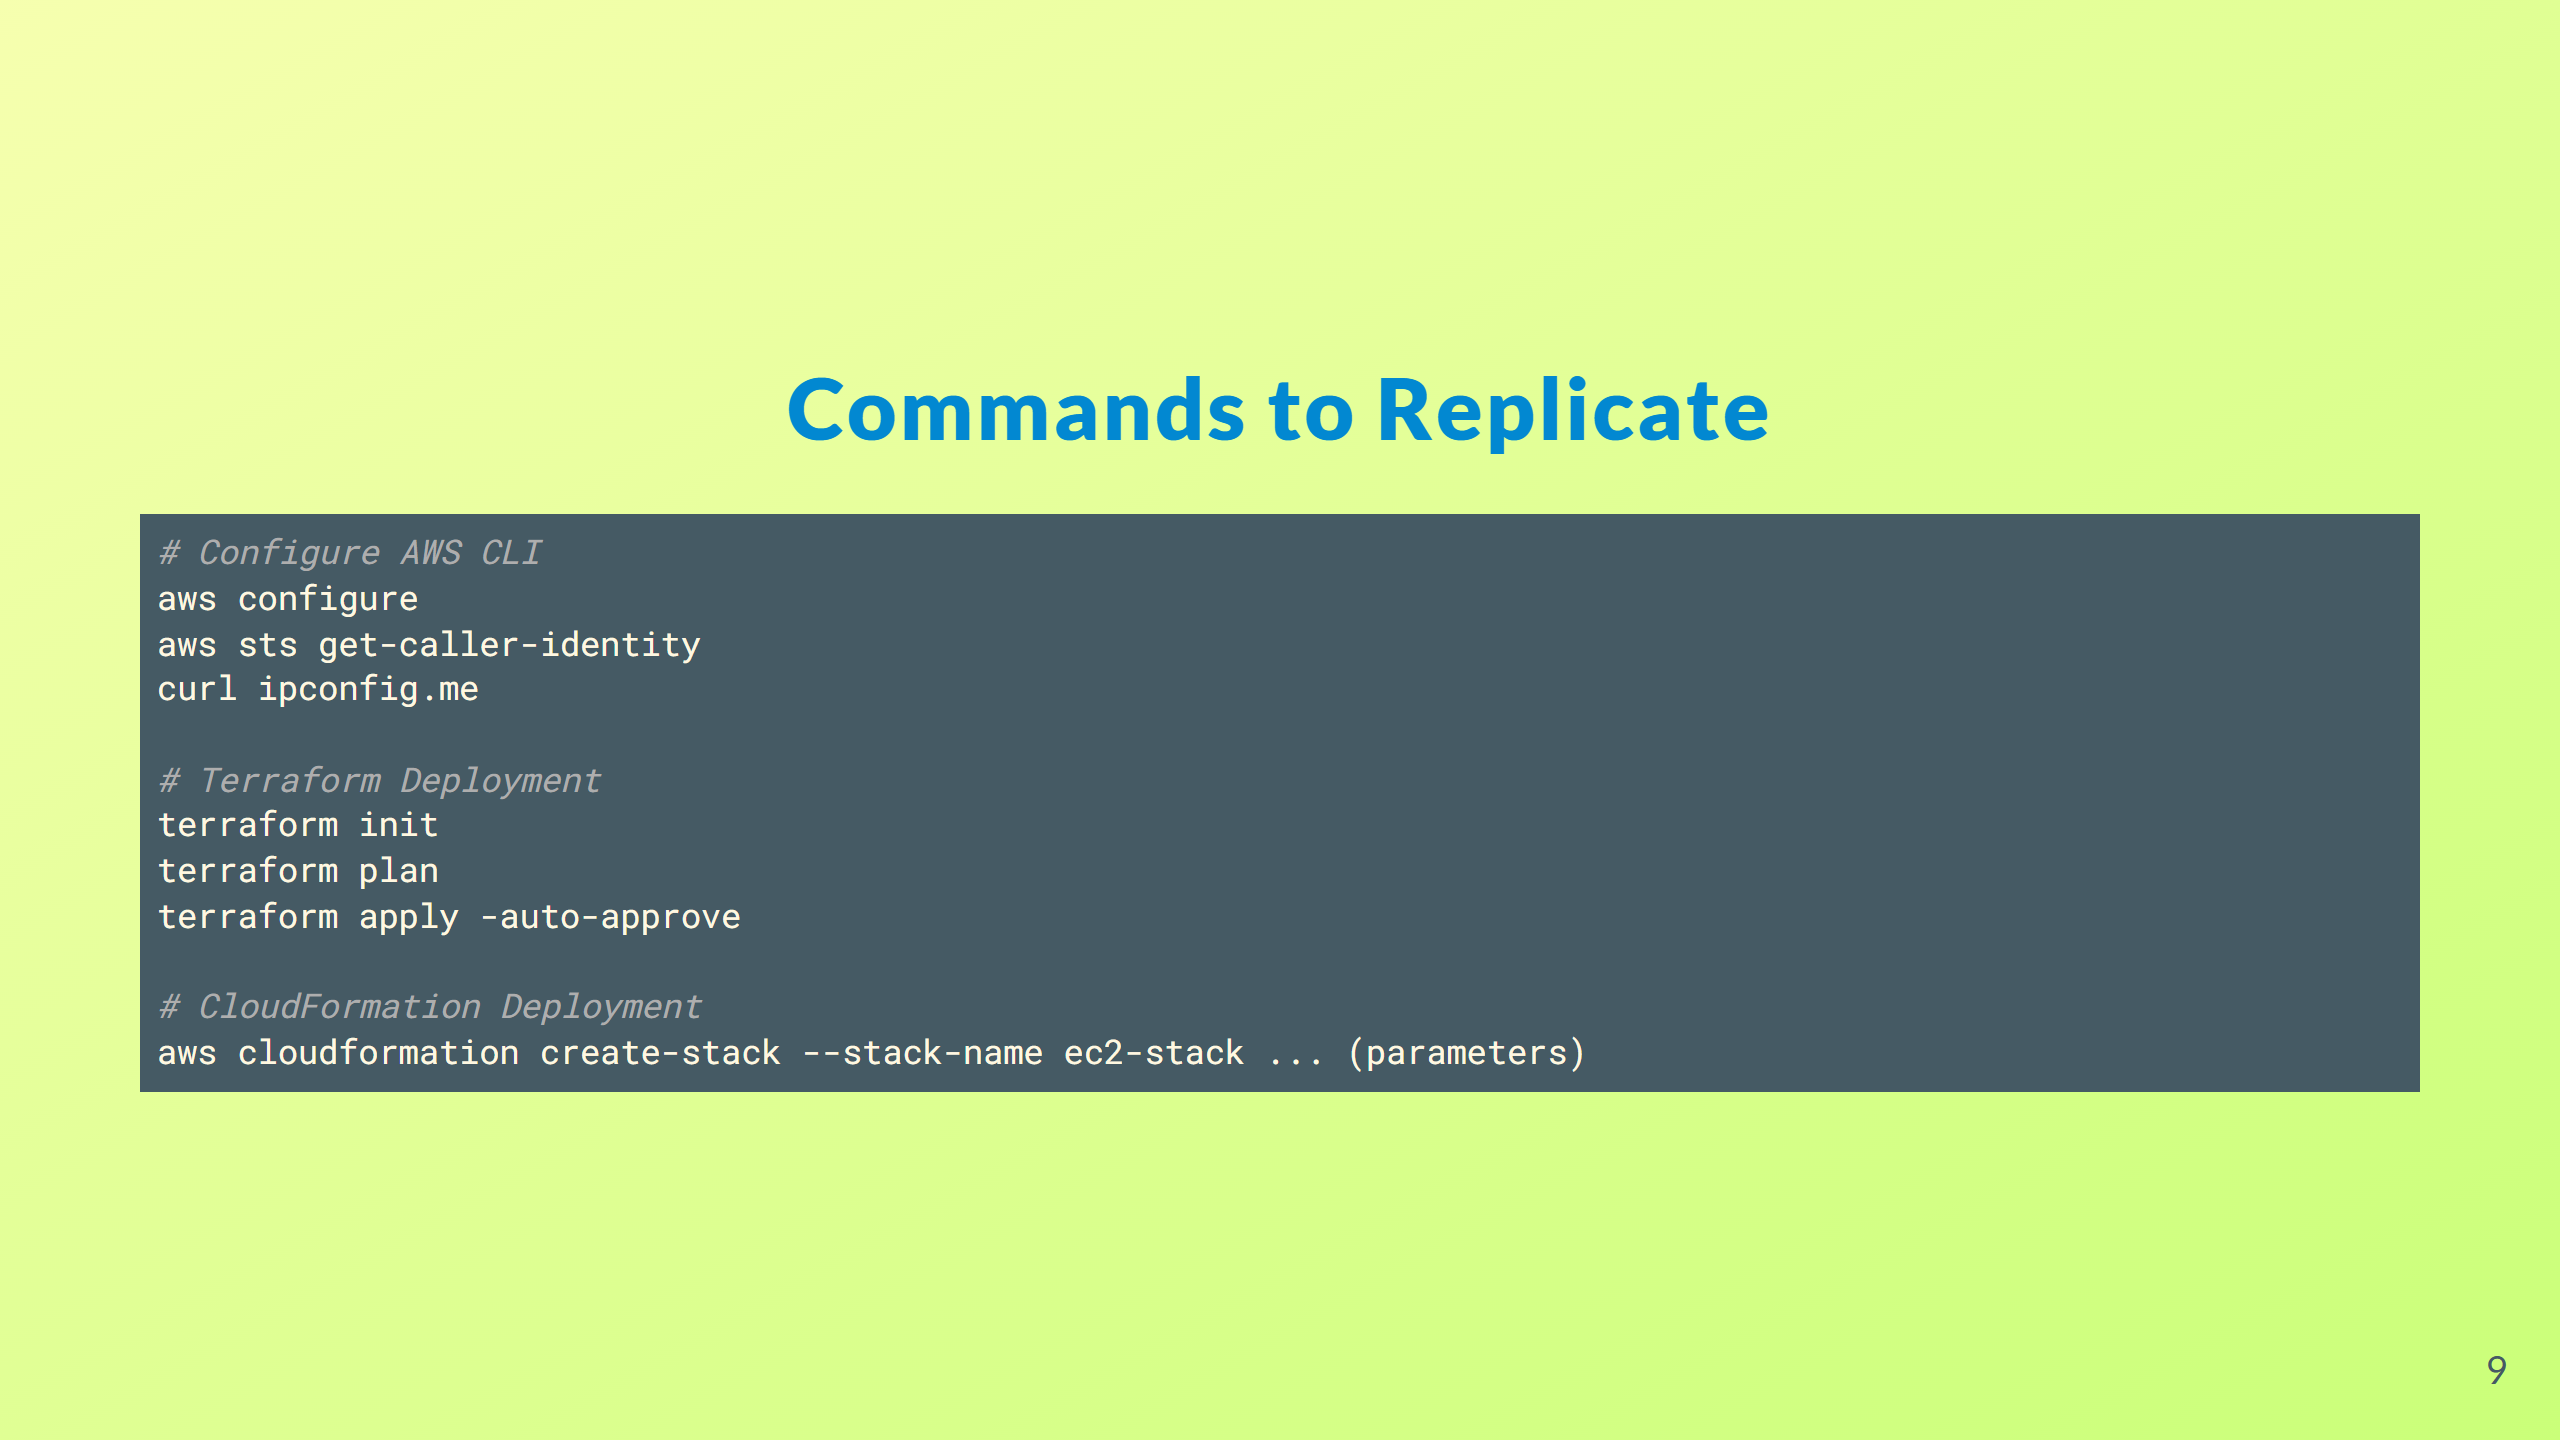 Commands to Replicate
# Configure AWS CLI
aws configure
aws sts get-caller-identity
curl ipconfig.me
# Terraform Deployment
terraform init
terraform plan
terraform apply -auto-approve
# CloudFormation Deployment
aws cloudformation create-stack --stack-name ec2-stack ... (parameters)
9